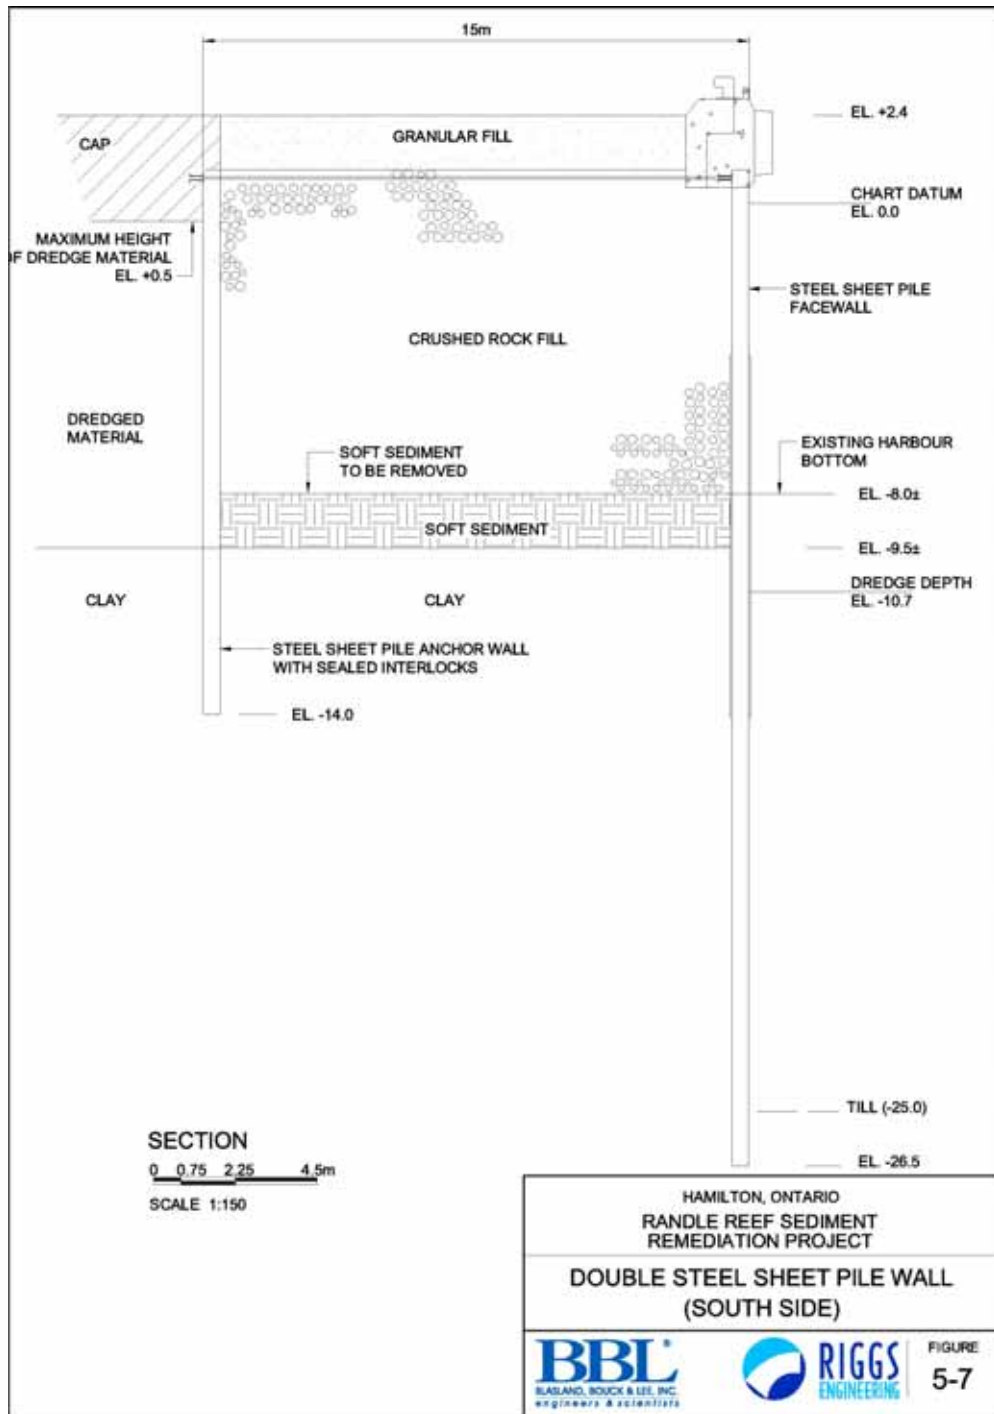 15m
EL. +2.4
GRANULAR FILL
CAP
CHART DATUM
EL. 0.0
MAXIMUM HEIGHT
OF DREDGE MATERIAL
EL. +0.5
STEEL SHEET PILE
FACEWALL
CRUSHED ROCK FILL
DREDGED
MATERIAL
SOFT SEDIMENT
TO BE REMOVED
EXISTING HARBOUR
BOTTOM
EL. -8.0±
SOFT SEDIMENT
EL. -9.5±
DREDGE DEPTH
EL. -10.7
CLAY
CLAY
STEEL SHEET PILE ANCHOR WALL
WITH SEALED INTERLOCKS
EL. -14.0
TILL (-25.0)
EL. -26.5
SECTION
0 0.75 2.25 4.5m
SCALE 1:150
HAMILTON, ONTARIO
RANDLE REEF SEDIMENT
REMEDIATION PROJECT
DOUBLE STEEL SHEET PILE WALL
(SOUTH SIDE)
BBL®
BLASLAND, BOUCK & LEE, INC.
engineers & scientists
RIGGS
ENGINEERING
FIGURE
5-7